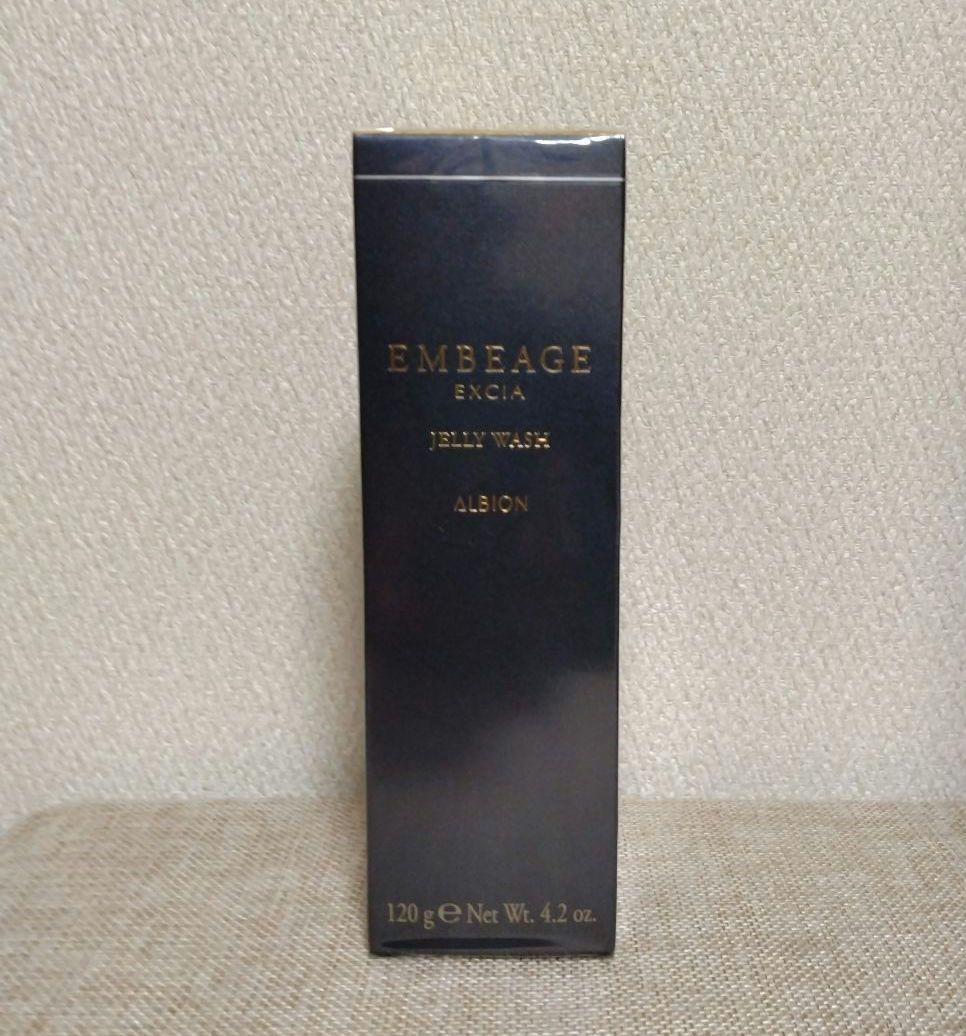 EMBEAGE
EXCIA
JELLY WASH
ALBION
120 g ℮ Net Wt. 4.2 oz.